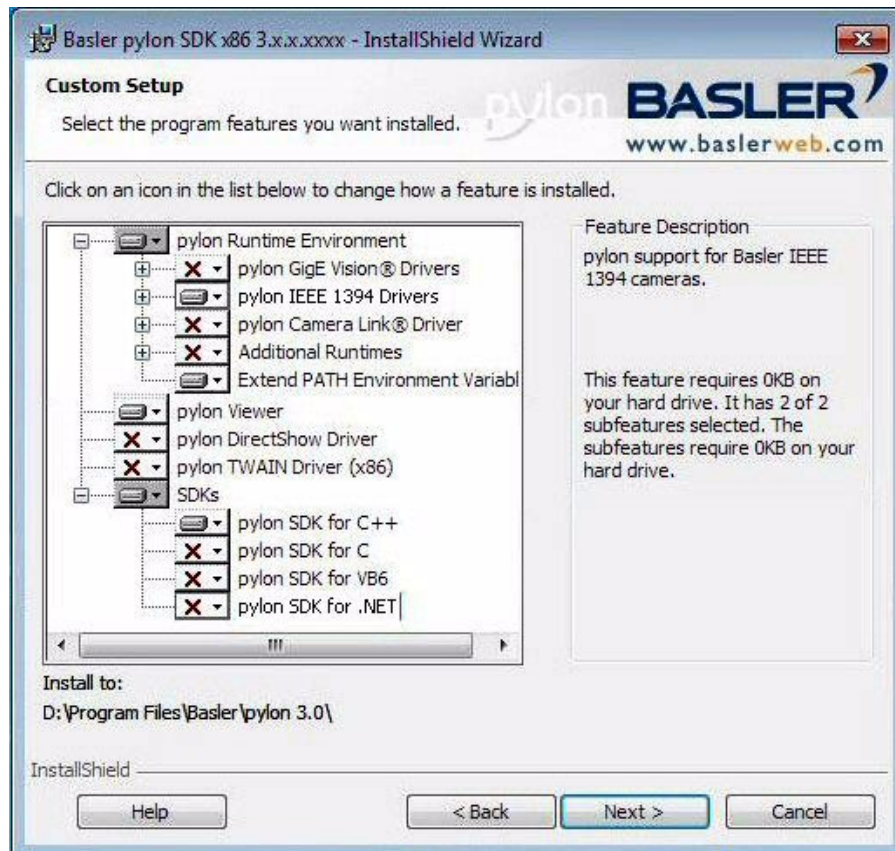 Basler pylon SDK x86 3.x.x.xxxx - InstallShield Wizard
Custom Setup
Select the program features you want installed.
pylon
BASLER
www.baslerweb.com
Click on an icon in the list below to change how a feature is installed.
pylon Runtime Environment
pylon GigE Vision® Drivers
pylon IEEE 1394 Drivers
pylon Camera Link® Driver
Additional Runtimes
Extend PATH Environment Variabl
pylon Viewer
pylon DirectShow Driver
pylon TWAIN Driver (x86)
SDKs
pylon SDK for C++
pylon SDK for C
pylon SDK for VB6
pylon SDK for .NET
Feature Description
pylon support for Basler IEEE
1394 cameras.
This feature requires 0KB on
your hard drive. It has 2 of 2
subfeatures selected. The
subfeatures require 0KB on your
hard drive.
Install to:
D:\Program Files\Basler\pylon 3.0\
InstallShield
Help
< Back
Next >
Cancel